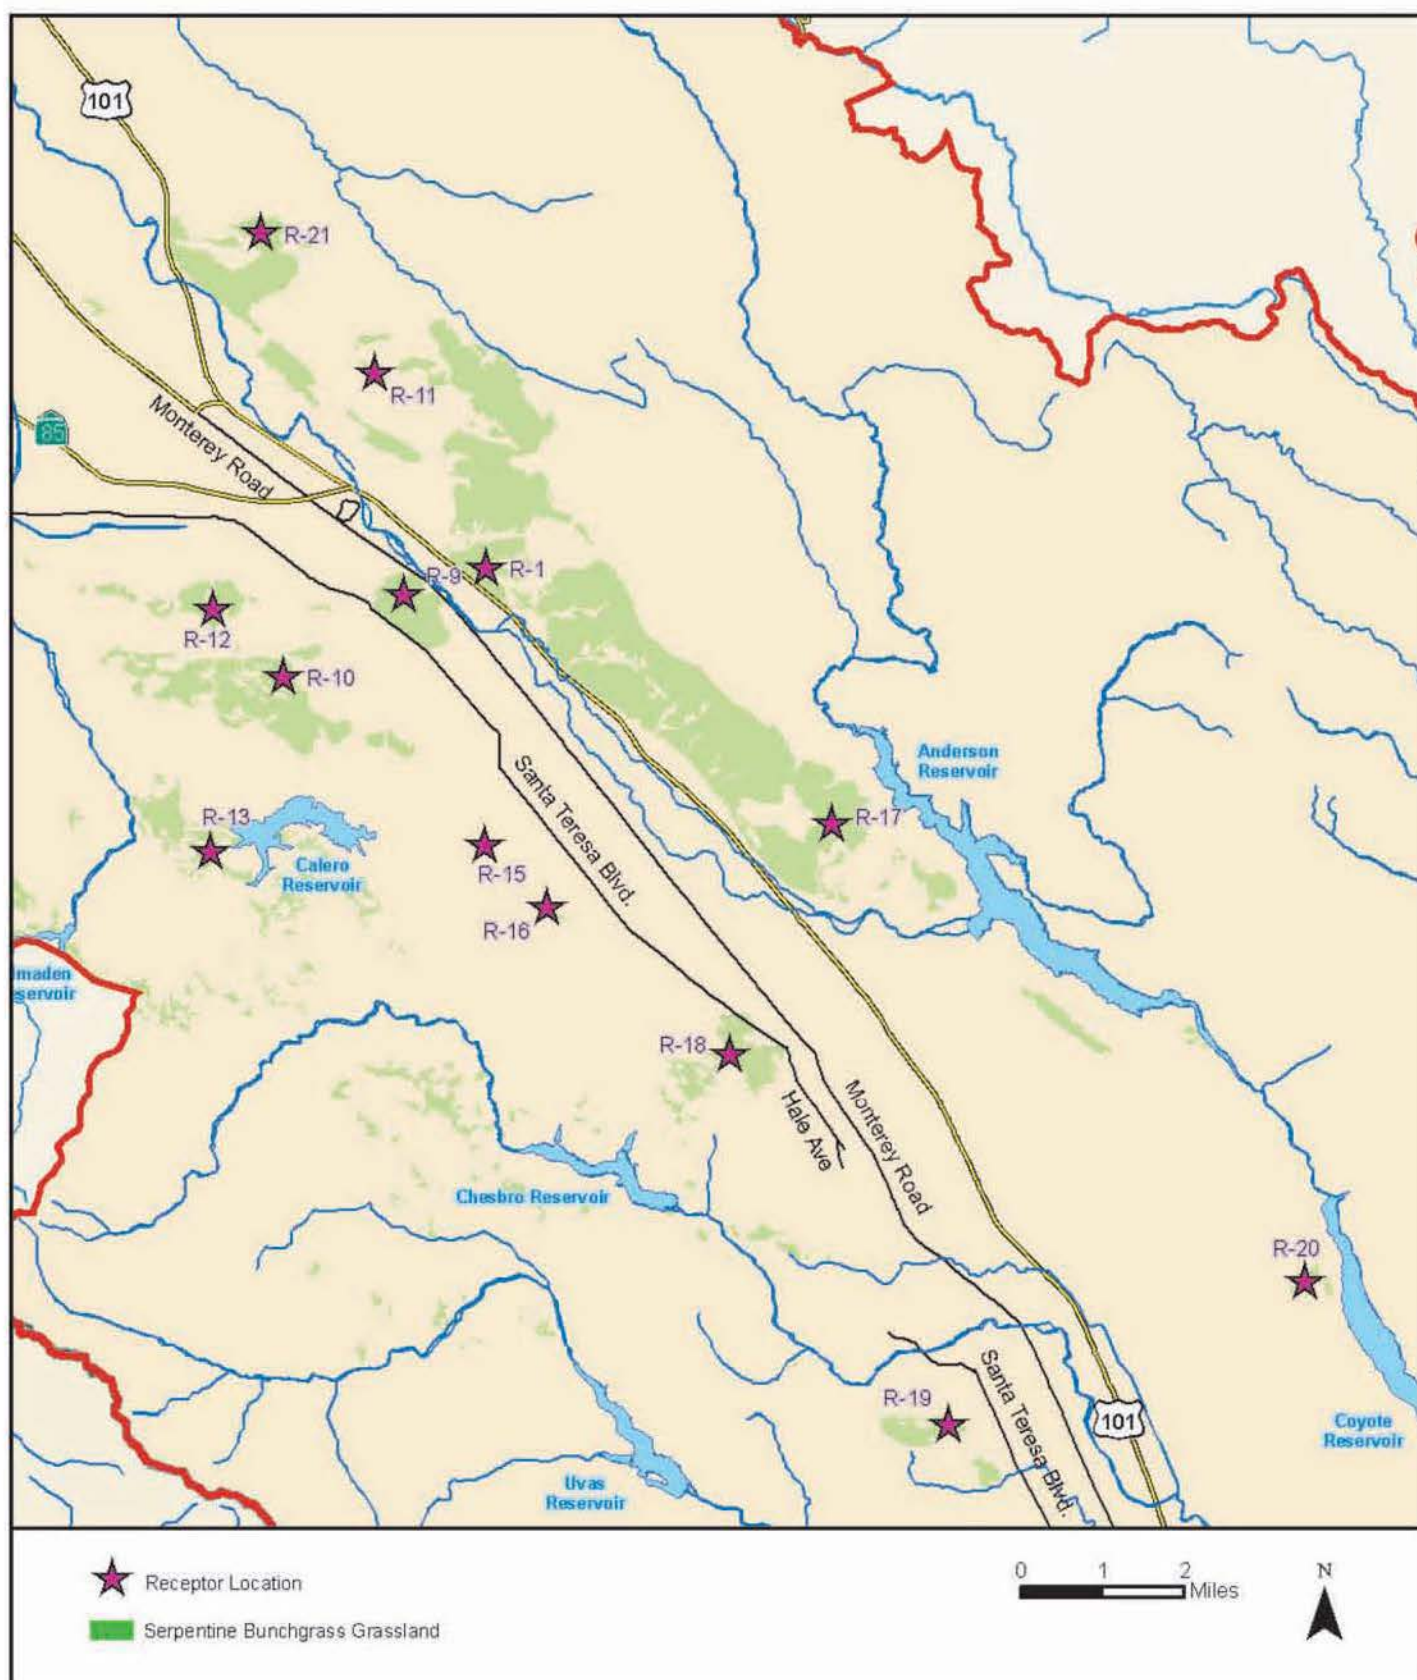 101
R-21
R-11
Monterey Road
85
R-9
R-1
R-12
R-10
Santa Teresa Blvd.
Anderson
Reservoir
R-17
R-13
Calero
Reservoir
R-15
R-16
lmaden
servoir
R-18
Hale Ave
Monterey Road
Chesbro Reservoir
R-20
Santa Teresa Blvd.
R-19
101
Coyote
Reservoir
Uvas
Reservoir
Receptor Location
Serpentine Bunchgrass Grassland
0 1 2
Miles
N